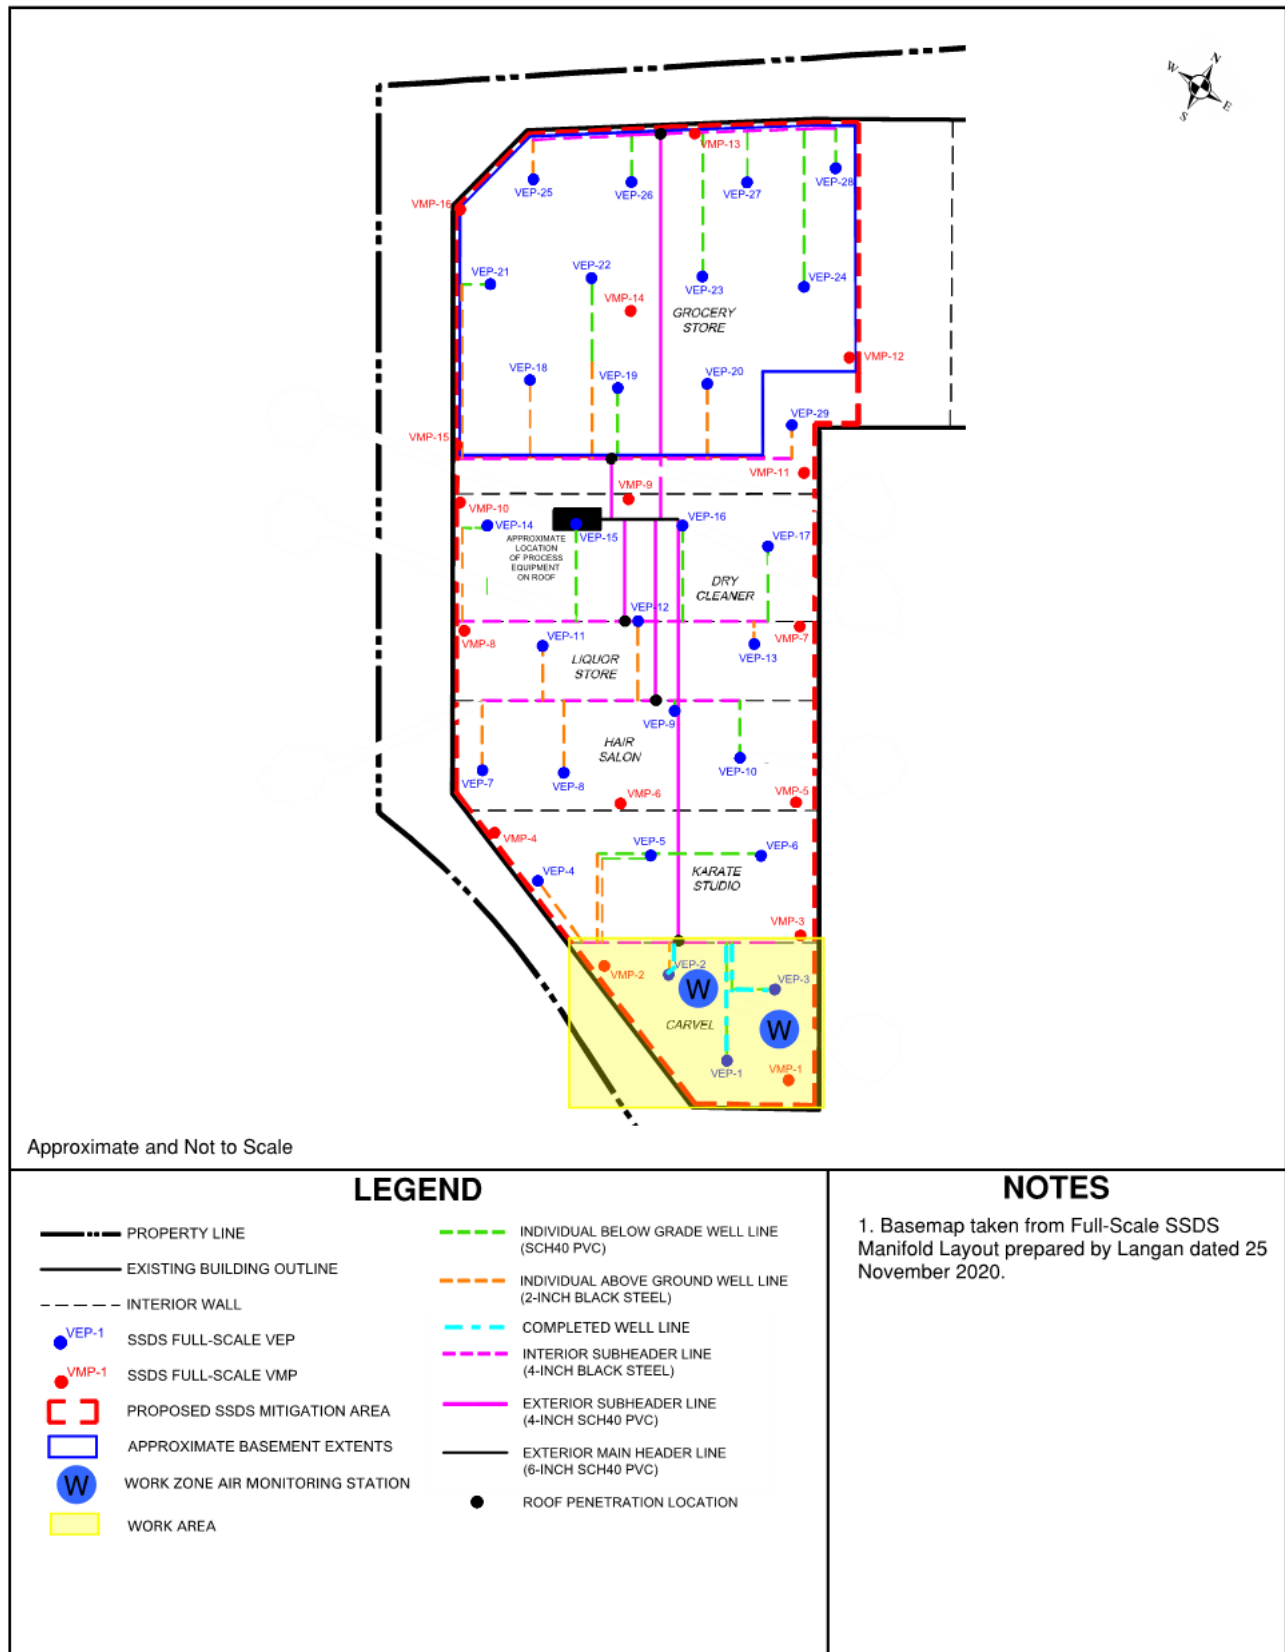 N
W
E
S
VMP-13
VEP-25
VEP-26
VEP-27
VEP-28
VMP-16
VEP-21
VEP-22
VEP-23
VEP-24
VMP-14
GROCERY
STORE
VMP-12
VEP-18
VEP-19
VEP-20
VEP-29
VMP-15
VMP-11
VMP-9
VMP-10
VEP-14
VEP-15
VEP-16
VEP-17
APPROXIMATE
LOCATION
OF PROCESS
EQUIPMENT
ON ROOF
DRY
CLEANER
VEP-12
VMP-8
VEP-11
VMP-7
VEP-13
LIQUOR
STORE
VEP-9
HAIR
SALON
VEP-7
VEP-8
VEP-10
VMP-6
VMP-5
VMP-4
VEP-5
VEP-6
VEP-4
KARATE
STUDIO
VMP-3
VMP-2
VEP-2
VEP-3
W
CARVEL
W
VEP-1
VMP-1
Approximate and Not to Scale
LEGEND
PROPERTY LINE
EXISTING BUILDING OUTLINE
INTERIOR WALL
VEP-1 SSDS FULL-SCALE VEP
VMP-1 SSDS FULL-SCALE VMP
PROPOSED SSDS MITIGATION AREA
APPROXIMATE BASEMENT EXTENTS
W WORK ZONE AIR MONITORING STATION
WORK AREA
INDIVIDUAL BELOW GRADE WELL LINE
(SCH40 PVC)
INDIVIDUAL ABOVE GROUND WELL LINE
(2-INCH BLACK STEEL)
COMPLETED WELL LINE
INTERIOR SUBHEADER LINE
(4-INCH BLACK STEEL)
EXTERIOR SUBHEADER LINE
(4-INCH SCH40 PVC)
EXTERIOR MAIN HEADER LINE
(6-INCH SCH40 PVC)
ROOF PENETRATION LOCATION
NOTES
1. Basemap taken from Full-Scale SSDS
Manifold Layout prepared by Langan dated 25
November 2020.